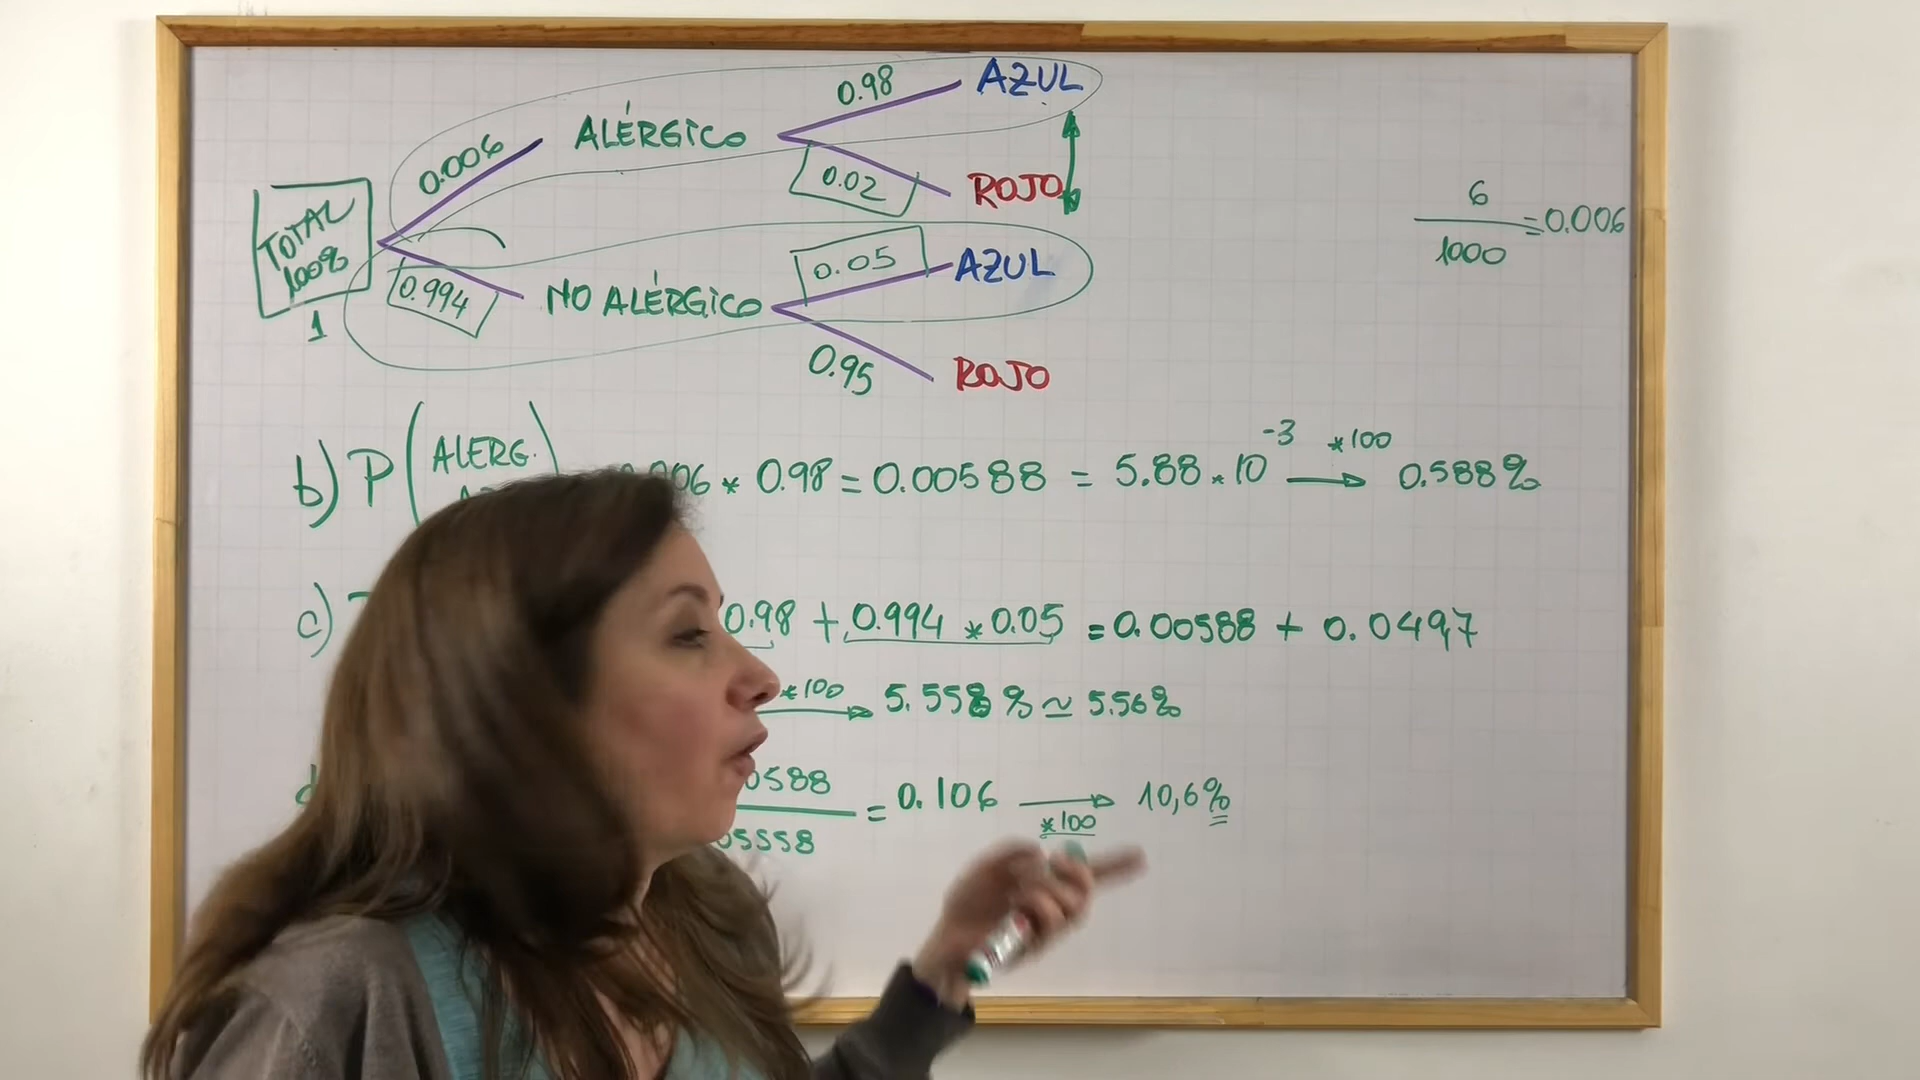 0.98 AZUL
0.006 ALÉRGICO
0.02 ROJO
TOTAL
100%
1
0.994 NO ALÉRGICO
0.05 AZUL
0.95 ROJO
6
1000
=0.006
b) P ( ALERG. ) * 0.98 = 0.00588 = 5.88 * 10^-3 *100 → 0.588%
c) 0.98 + 0.994 * 0.05 = 0.00588 + 0.0497
*100 → 5.558% ≃ 5.56%
0588
05558
= 0.106 → *100 10,6%